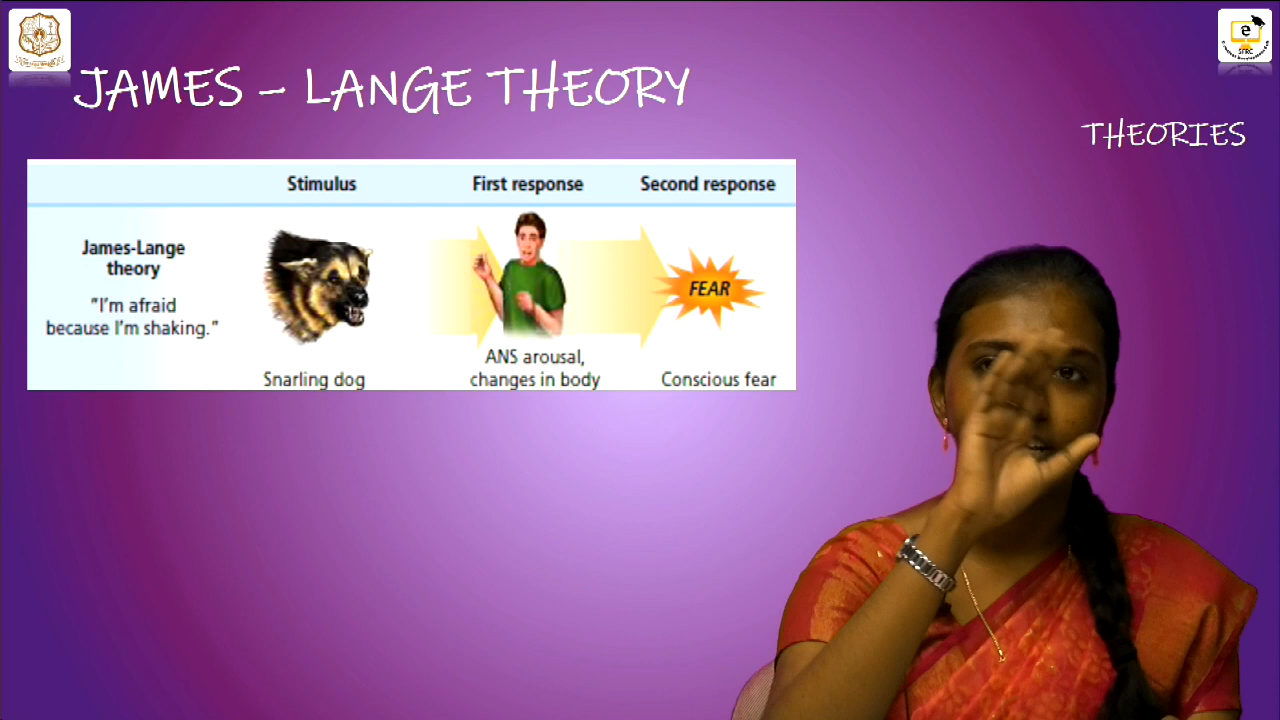 JAMES – LANGE THEORY
THEORIES
Stimulus First response Second response
James-Lange
theory
"I'm afraid
because I'm shaking."
FEAR
Snarling dog
ANS arousal,
changes in body
Conscious fear
e
SFRC